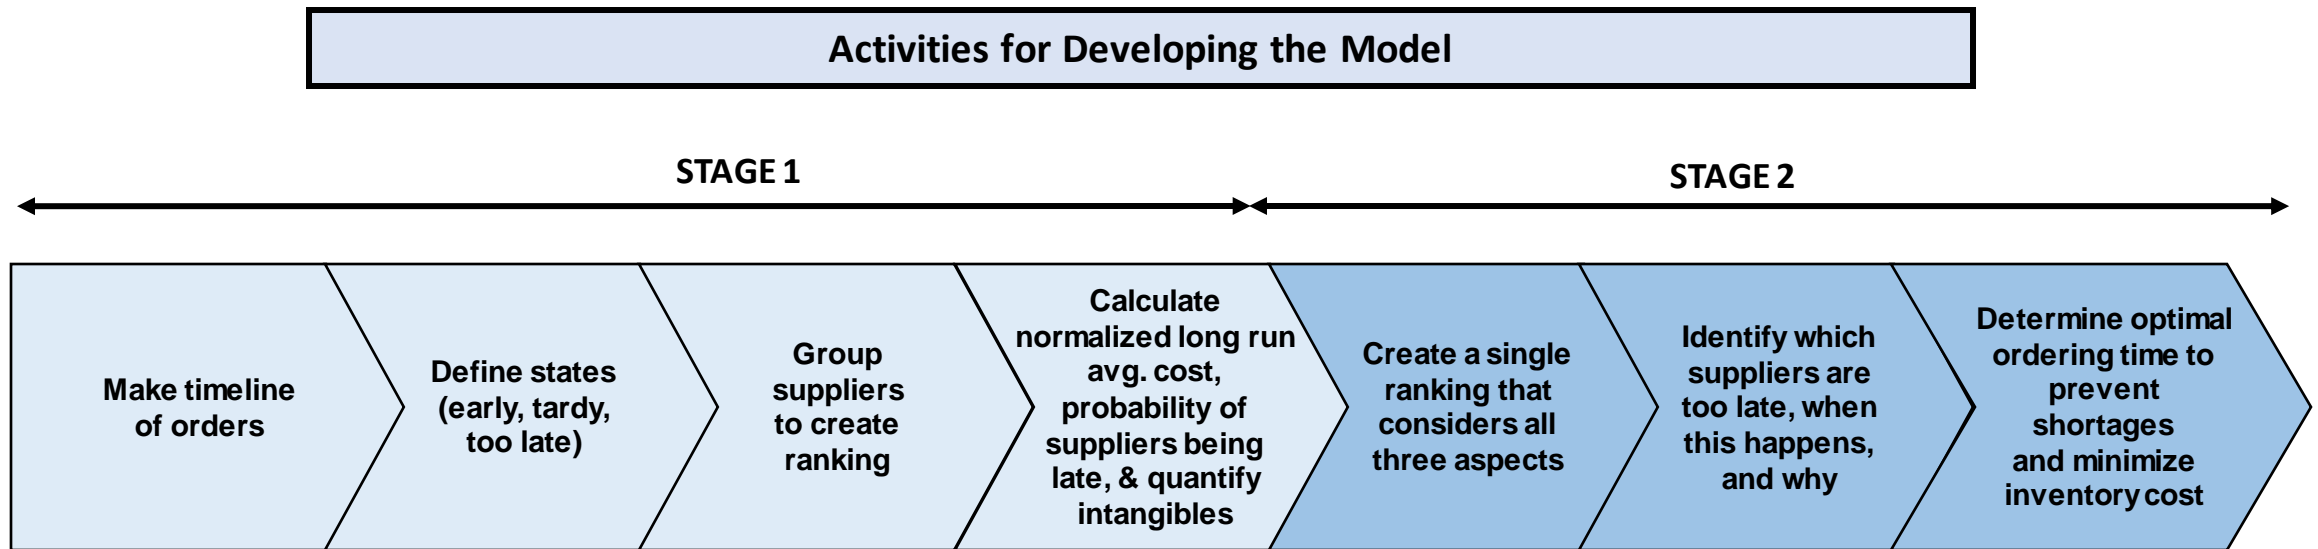 Activities for Developing the Model
STAGE 1
STAGE 2
Make timeline
of orders
Define states
(early, tardy,
too late)
Group
suppliers
to create
ranking
Calculate
normalized long run
avg. cost,
probability of
suppliers being
late, & quantify
intangibles
Create a single
ranking that
considers all
three aspects
Identify which
suppliers are
too late, when
this happens,
and why
Determine optimal
ordering time to
prevent
shortages
and minimize
inventory cost